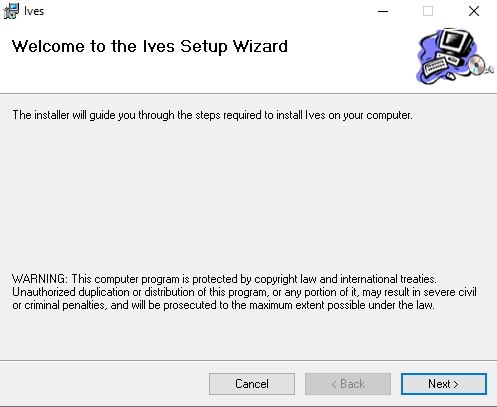 Ives
Welcome to the Ives Setup Wizard
The installer will guide you through the steps required to install Ives on your computer.
WARNING: This computer program is protected by copyright law and international treaties.
Unauthorized duplication or distribution of this program, or any portion of it, may result in severe civil
or criminal penalties, and will be prosecuted to the maximum extent possible under the law.
Cancel
< Back
Next >